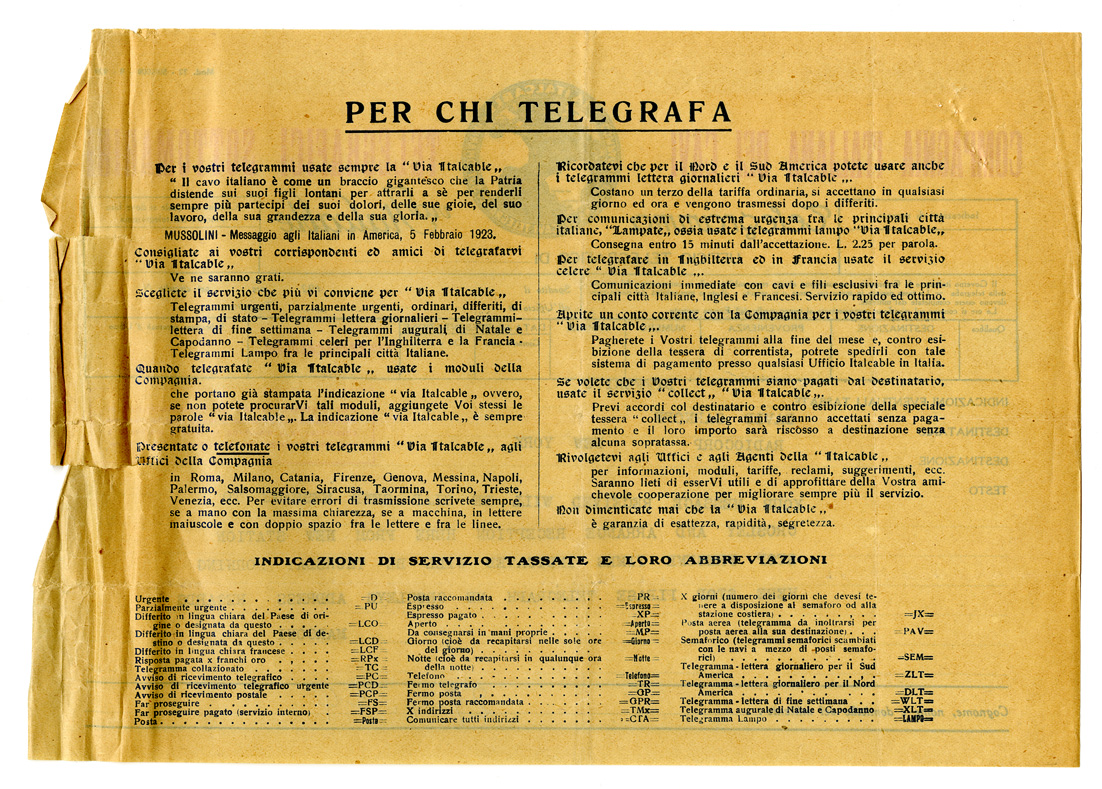 PER CHI TELEGRAFA
Per i vostri telegrammi usate sempre la “ Via Italcable „
“ Il cavo italiano è come un braccio gigantesco che la Patria
distende sui suoi figli lontani per attrarli a sè per renderli
sempre più partecipi dei suoi dolori, delle sue gioie, del suo
lavoro, della sua grandezza e della sua gloria. „
MUSSOLINI - Messaggio agli Italiani in America, 5 Febbraio 1923.
Consigliate ai vostri corrispondenti ed amici di telegrafarvi
“ Via Italcable „
Ve ne saranno grati.
Scegliete il servizio che più vi conviene per “ Via Italcable „
Telegrammi urgenti, parzialmente urgenti, ordinari, differiti, di
stampa, di stato - Telegrammi lettera giornalieri - Telegrammi-
lettera di fine settimana - Telegrammi augurali di Natale e
Capodanno - Telegrammi celeri per l'Inghilterra e la Francia -
Telegrammi Lampo fra le principali città Italiane.
Quando telegrafate “ Via Italcable „ usate i moduli della
Compagnia.
che portano già stampata l'indicazione “ via Italcable „ ovvero,
se non potete procurarVi tali moduli, aggiungete Voi stessi le
parole “ via Italcable „. La indicazione “ via Italcable „ è sempre
gratuita.
Presentate o telefonate i vostri telegrammi “ Via Italcable „ agli
Uffici della Compagnia
in Roma, Milano, Catania, Firenze, Genova, Messina, Napoli,
Palermo, Salsomaggiore, Siracusa, Taormina, Torino, Trieste,
Venezia, ecc. Per evitare errori di trasmissione scrivete sempre,
se a mano con la massima chiarezza, se a macchina, in lettere
maiuscole e con doppio spazio fra le lettere e fra le linee.
Ricordatevi che per il Nord e il Sud America potete usare anche
i telegrammi lettera giornalieri “ Via Italcable „.
Costano un terzo della tariffa ordinaria, si accettano in qualsiasi
giorno ed ora e vengono trasmessi dopo i differiti.
Per comunicazioni di estrema urgenza fra le principali città
italiane, “Lampate„ ossia usate i telegrammi lampo “Via Italcable„
Consegna entro 15 minuti dall'accettazione. L. 2.25 per parola.
Per telegrafare in Inghilterra ed in Francia usate il servizio
celere “ Via Italcable „.
Comunicazioni immediate con cavi e fili esclusivi fra le prin-
cipali città Italiane, Inglesi e Francesi. Servizio rapido ed ottimo.
Aprite un conto corrente con la Compagnia per i vostri telegrammi
“ Via Italcable „.
Pagherete i Vostri telegrammi alla fine del mese e, contro esi-
bizione della tessera di correntista, potrete spedirli con tale
sistema di pagamento presso qualsiasi Ufficio Italcable in Italia.
Se volete che i Vostri telegrammi siano pagati dal destinatario,
usate il servizio “collect„ “ Via Italcable „.
Previ accordi col destinatario e contro esibizione della speciale
tessera “ collect„ i telegrammi saranno accettati senza paga-
mento e il loro importo sarà riscosso a destinazione senza
alcuna sopratassa.
Rivolgetevi agli Uffici e agli Agenti della “ Italcable „
per informazioni, moduli, tariffe, reclami, suggerimenti, ecc.
Saranno lieti di esserVi utili e di approfittare della Vostra ami-
chevole cooperazione per migliorare sempre più il servizio.
Non dimenticate mai che la “ Via Italcable „
è garanzia di esattezza, rapidità, segretezza.
INDICAZIONI DI SERVIZIO TASSATE E LORO ABBREVIAZIONI
Urgente . . . . =D
Parzialmente urgente . . . . =PU
Differito in lingua chiara del Paese di ori-
gine o designata da questo . . . . =LCO
Differito in lingua chiara del Paese de-
stino o designata da questo . . . . =LCD
Differito in lingua chiara francese . . . . =LCF
Risposta pagata x franchi oro . . . . =RPx
Telegramma collazionato . . . . =TC
Avviso di ricevimento telegrafico . . . . =PC=
Avviso di ricevimento telegrafico urgente =PCD=
Avviso di ricevimento postale . . . . =PCP=
Far proseguire . . . . =FS=
Far proseguire pagato (servizio interno) . =FSP=
Posta . . . . =Posta=
Posta raccomandata . . . . =PR=
Espresso . . . . =Espresso=
Espresso pagato . . . . =XP=
Aperto . . . . =Aperto=
Da consegnarsi in mani proprie . . . . =MP=
Giorno (cioè da recapitarsi nelle sole ore
del giorno) . . . . =Giorno=
Notte (cioè da recapitarsi in qualunque ora
della notte) . . . . =Notte=
Telefono . . . . Telefono=
Fermo telegrafo . . . . =TR=
Fermo posta . . . . =GP=
Fermo posta raccomandata . . . . =GPR=
X indirizzi . . . . =TMx=
Comunicare tutti indirizzi . . . . =CTA=
X giorni (numero dei giorni che devesi te-
nere a disposizione al semaforo od alla
stazione costiera) . . . . =JX=
Posta aerea (telegramma da inoltrarsi per
posta aerea alla sua destinazione) . . . . =PAV=
Semaforico (telegrammi semaforici scambiati
con le navi a mezzo di posti semafo-
rici) . . . . =SEM=
Telegramma - lettera giornaliero per il Sud
America . . . . =ZLT=
Telegramma - lettera giornaliero per il Nord
America . . . . =DLT=
Telegramma - lettera di fine settimana . . . . =WLT=
Telegramma augurale di Natale e Capodanno =XLT=
Telegramma Lampo . . . . =LAMPO=